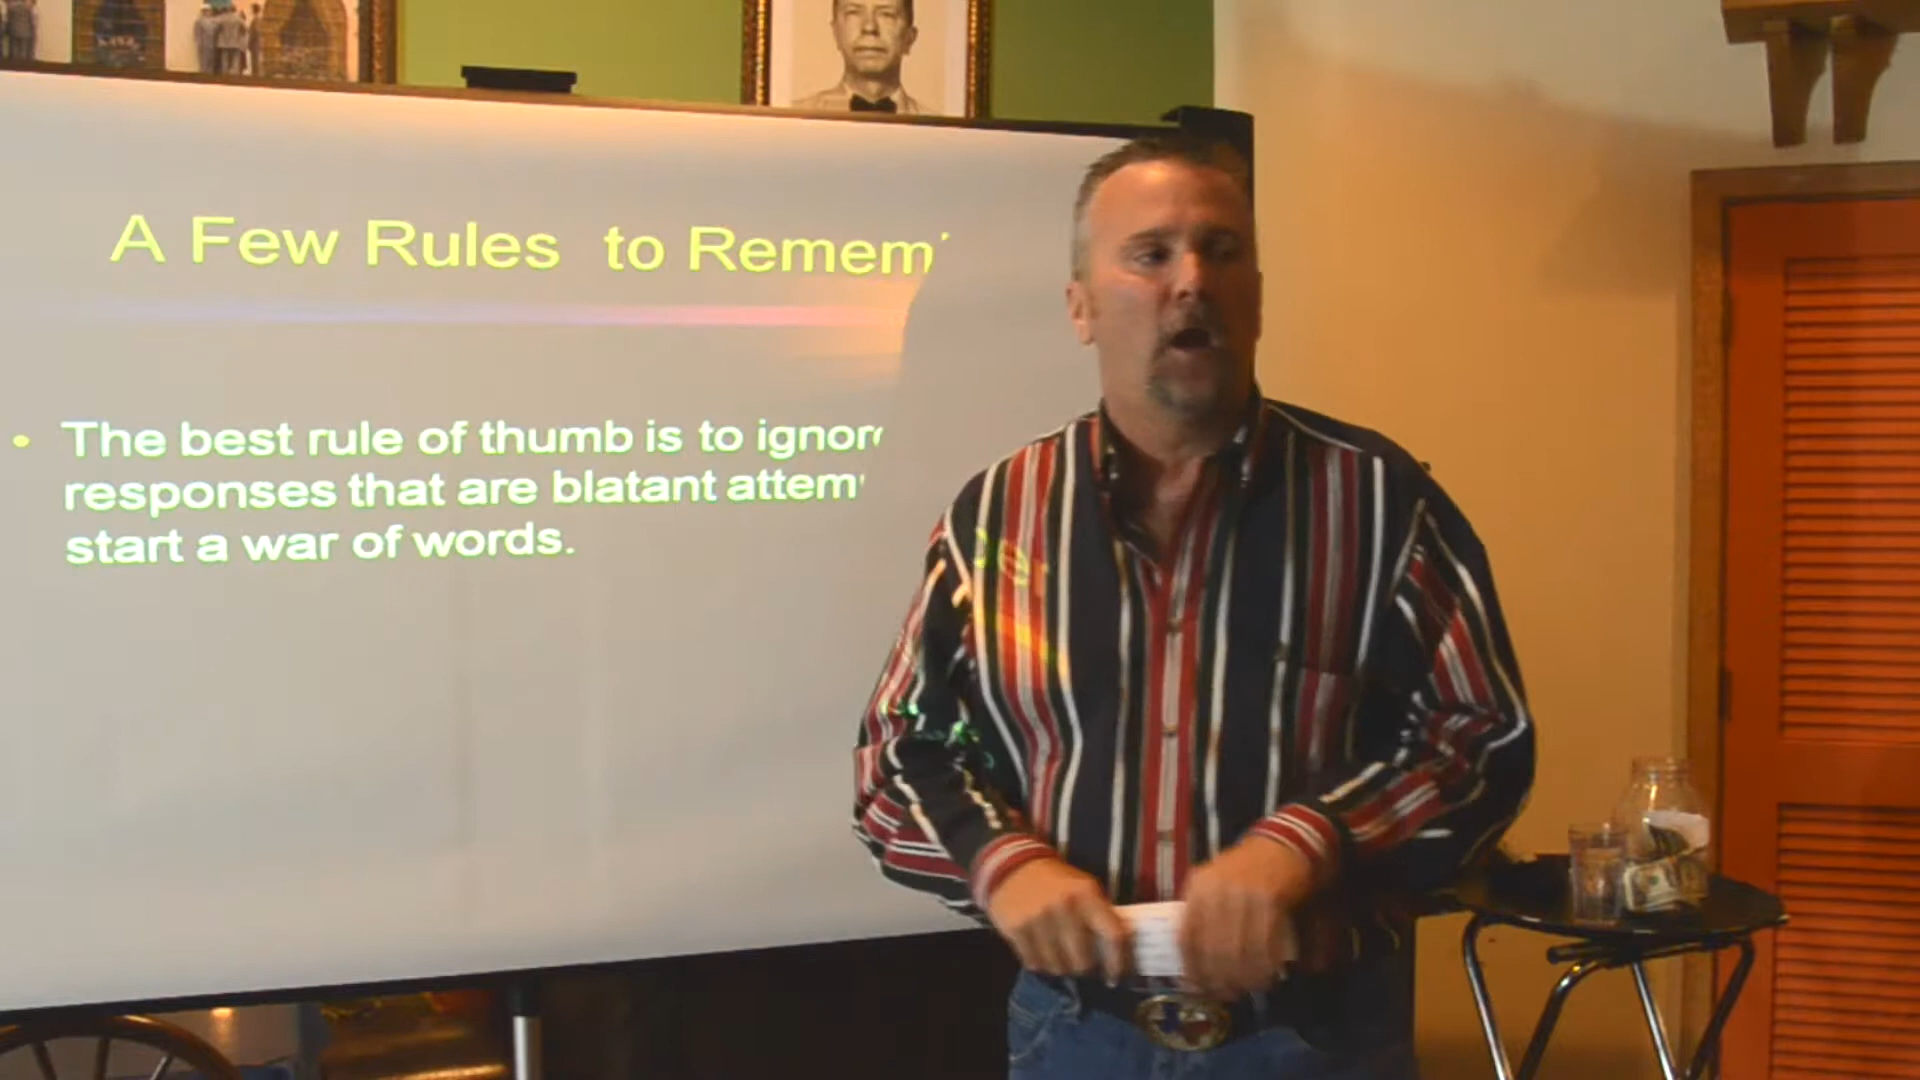 A Few Rules to Remem
The best rule of thumb is to ignore
responses that are blatant attem
start a war of words.